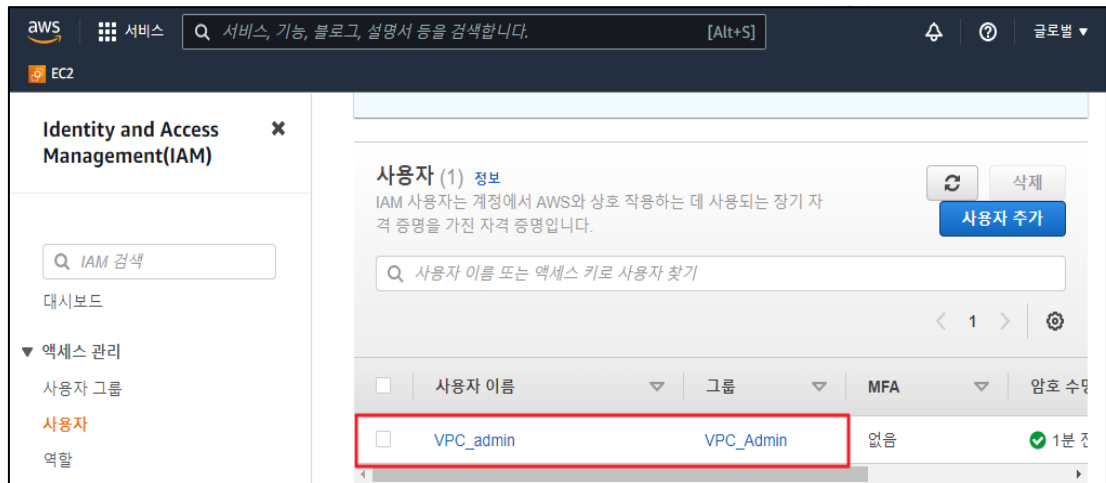 aws
서비스
서비스, 기능, 블로그, 설명서 등을 검색합니다.
[Alt+S]
글로벌
EC2
Identity and Access
Management(IAM)
IAM 검색
대시보드
액세스 관리
사용자 그룹
사용자
역할
사용자 (1) 정보
IAM 사용자는 계정에서 AWS와 상호 작용하는 데 사용되는 장기 자
격 증명을 가진 자격 증명입니다.
삭제
사용자 추가
사용자 이름 또는 액세스 키로 사용자 찾기
1
사용자 이름
그룹
MFA
암호 수명
VPC_admin
VPC_Admin
없음
1분 전